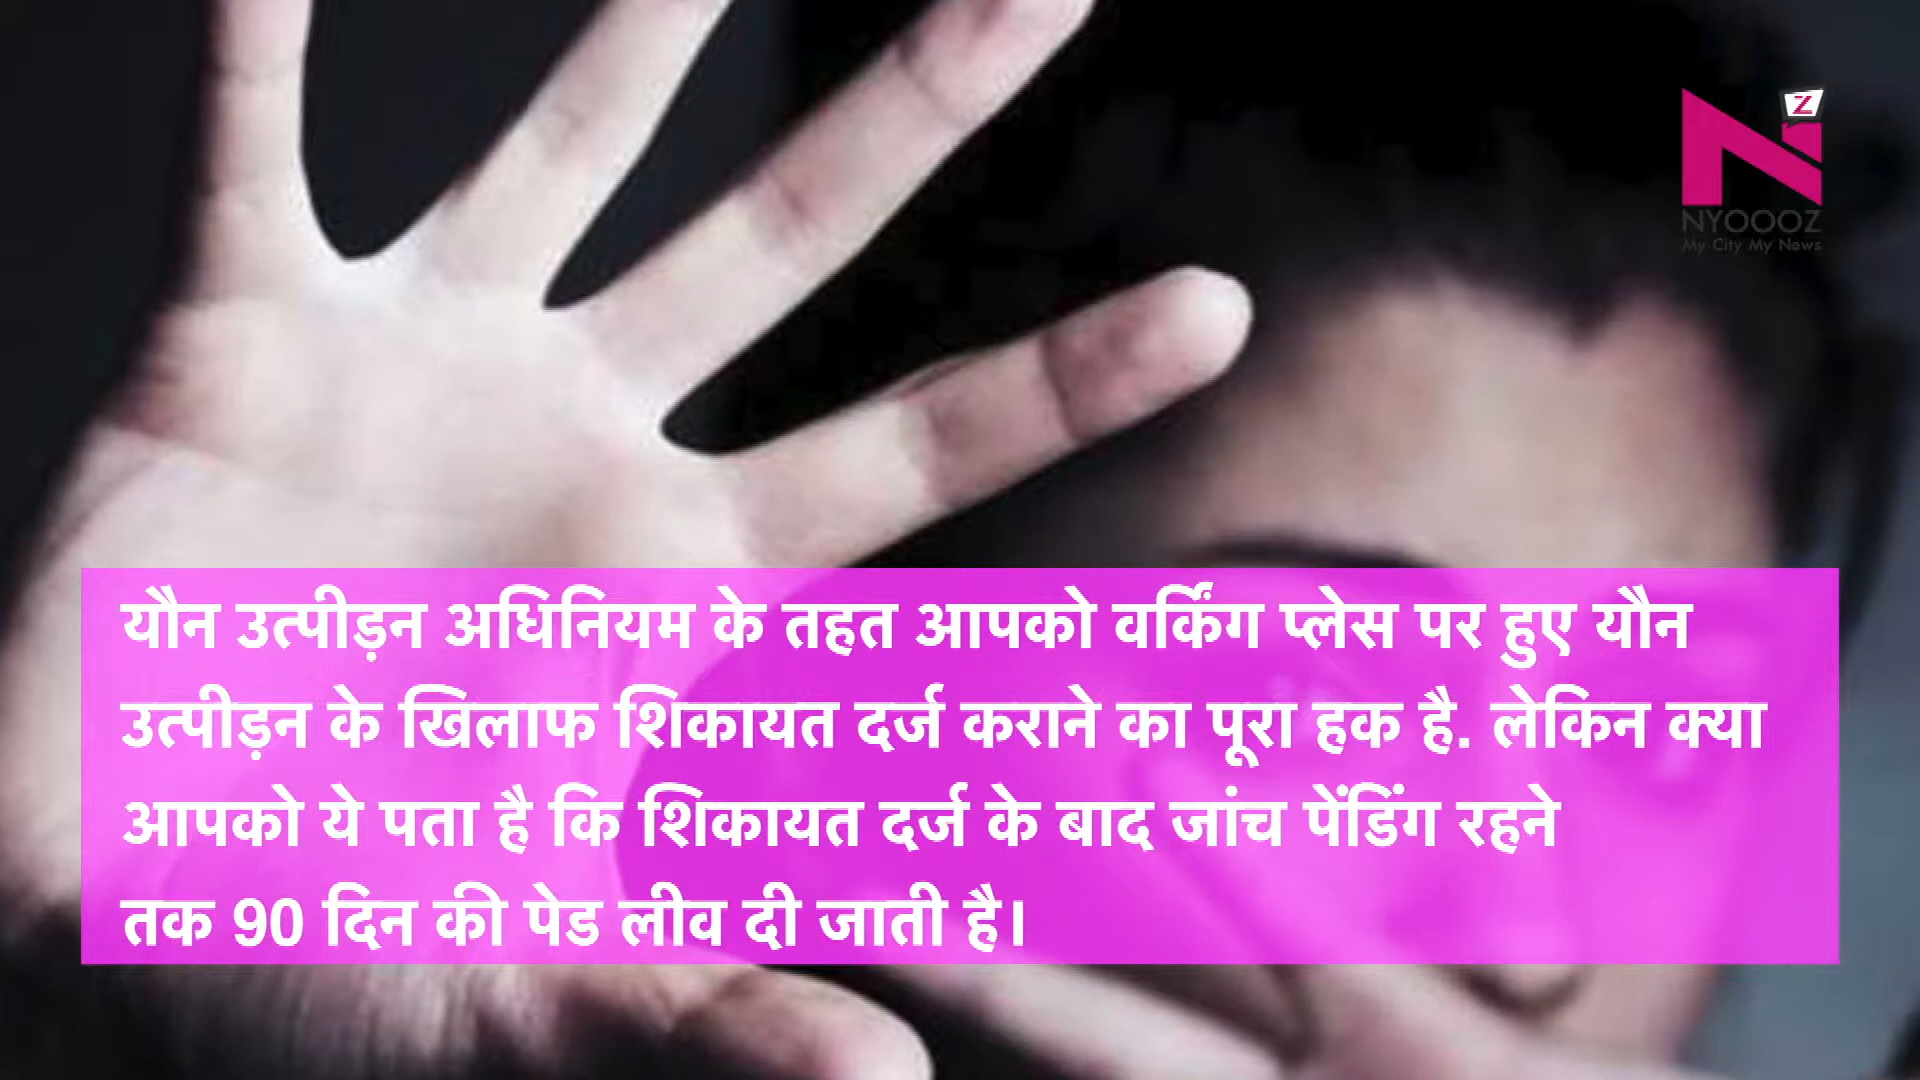 Z
NYOOOZ
My City My News
यौन उत्पीड़न अधिनियम के तहत आपको वर्किंग प्लेस पर हुए यौन
उत्पीड़न के खिलाफ शिकायत दर्ज कराने का पूरा हक है. लेकिन क्या
आपको ये पता है कि शिकायत दर्ज के बाद जांच पेंडिंग रहने
तक 90 दिन की पेड लीव दी जाती है।